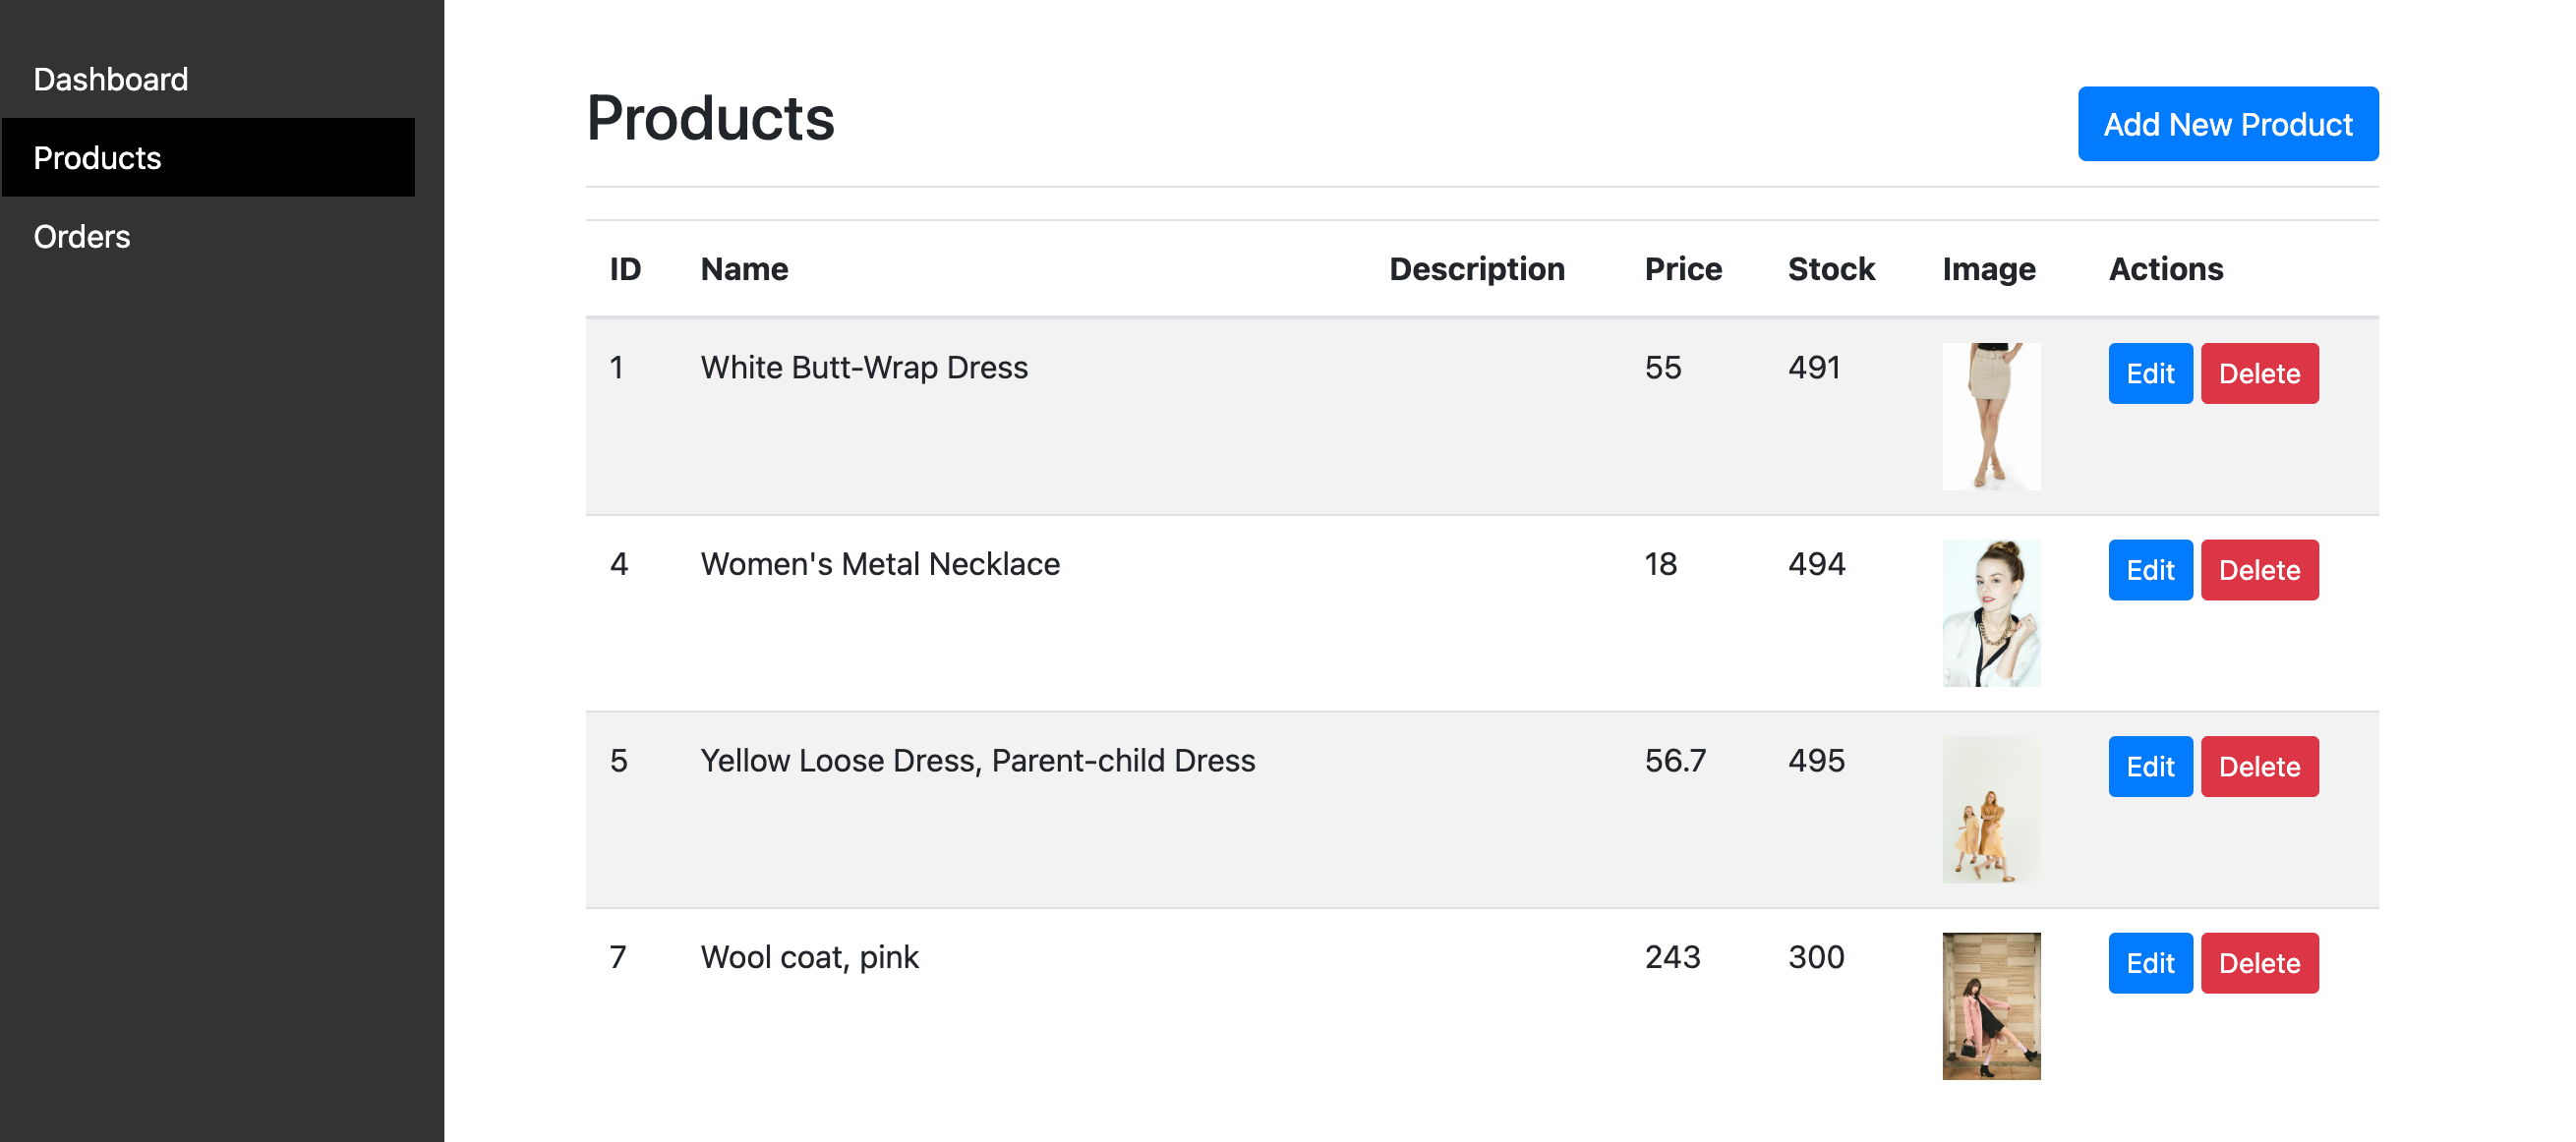 Dashboard
Products
Orders
Products
Add New Product
ID Name Description Price Stock Image Actions
1 White Butt-Wrap Dress 55 491 Edit Delete
4 Women's Metal Necklace 18 494 Edit Delete
5 Yellow Loose Dress, Parent-child Dress 56.7 495 Edit Delete
7 Wool coat, pink 243 300 Edit Delete